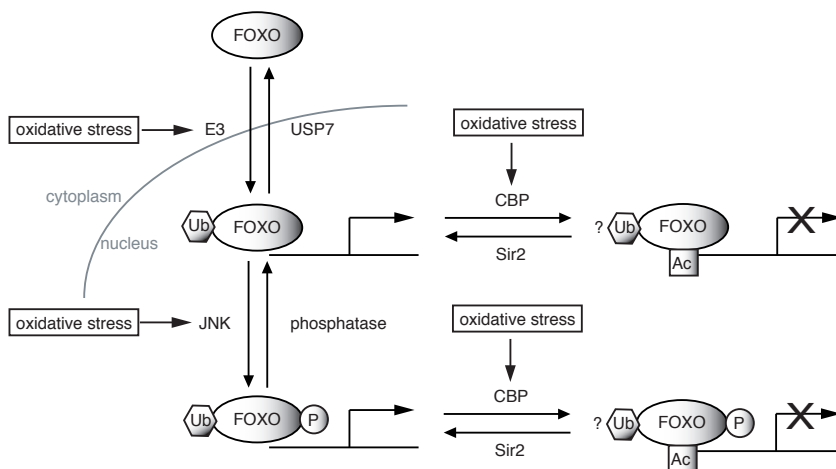 FOXO
oxidative stress
E3
USP7
oxidative stress
cytoplasm
CBP
Ub
FOXO
? Ub
FOXO
nucleus
Sir2
Ac
oxidative stress
JNK
phosphatase
oxidative stress
CBP
Ub
FOXO
P
? Ub
FOXO
P
Sir2
Ac